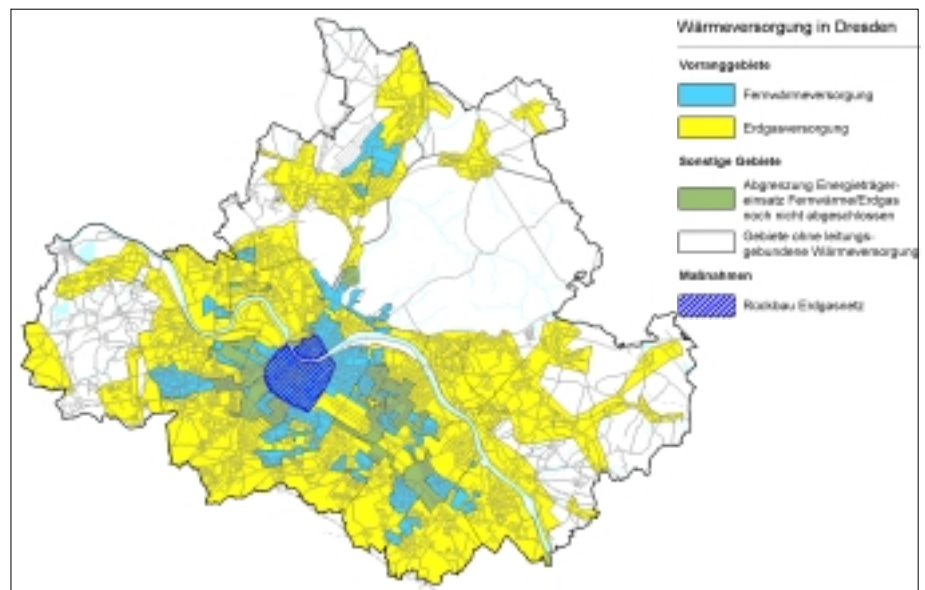 Wärmeversorgung in Dresden
Vorranggebiete
Fernwärmeversorgung
Erdgasversorgung
Sonstige Gebiete
Abgrenzung Energieträger-
einsatz Fernwärme/Erdgas
noch nicht abgeschlossen
Gebiete ohne leitungs-
gebundene Wärmeversorgung
Maßnahmen
Rückbau Erdgasnetz